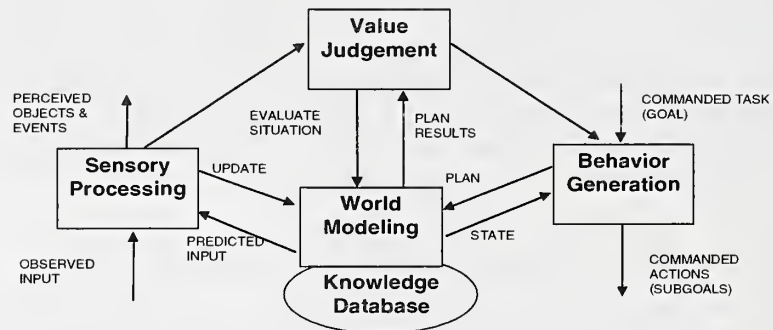 Value
Judgement
PERCEIVED
OBJECTS &
EVENTS
EVALUATE
SITUATION
PLAN
RESULTS
COMMANDED TASK
(GOAL)
Sensory
Processing
UPDATE
World
Modeling
PLAN
Behavior
Generation
PREDICTED
INPUT
STATE
OBSERVED
INPUT
Knowledge
Database
COMMANDED
ACTIONS
(SUBGOALS)